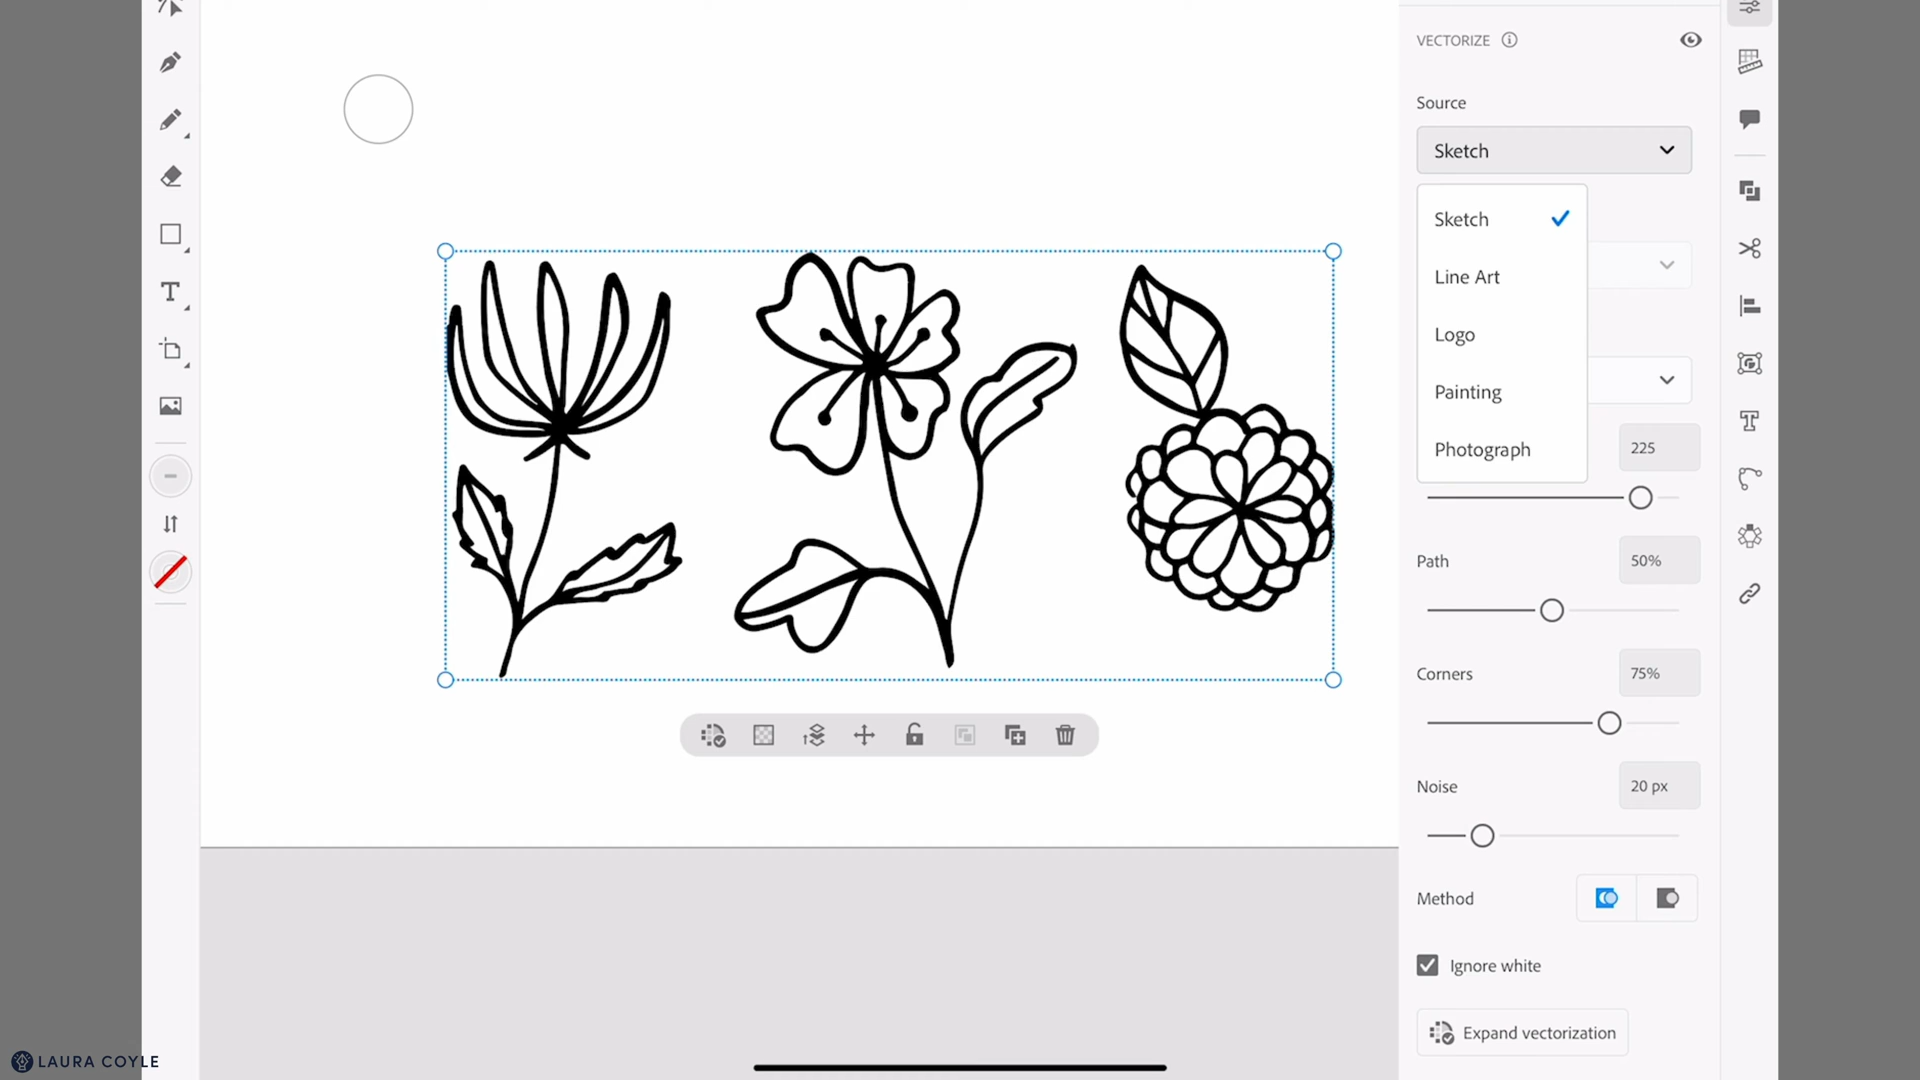 VECTORIZE
Source
Sketch
Sketch
Line Art
Logo
Painting
Photograph
225
Path
50%
Corners
75%
Noise
20 px
Method
Ignore white
Expand vectorization
LAURA COYLE